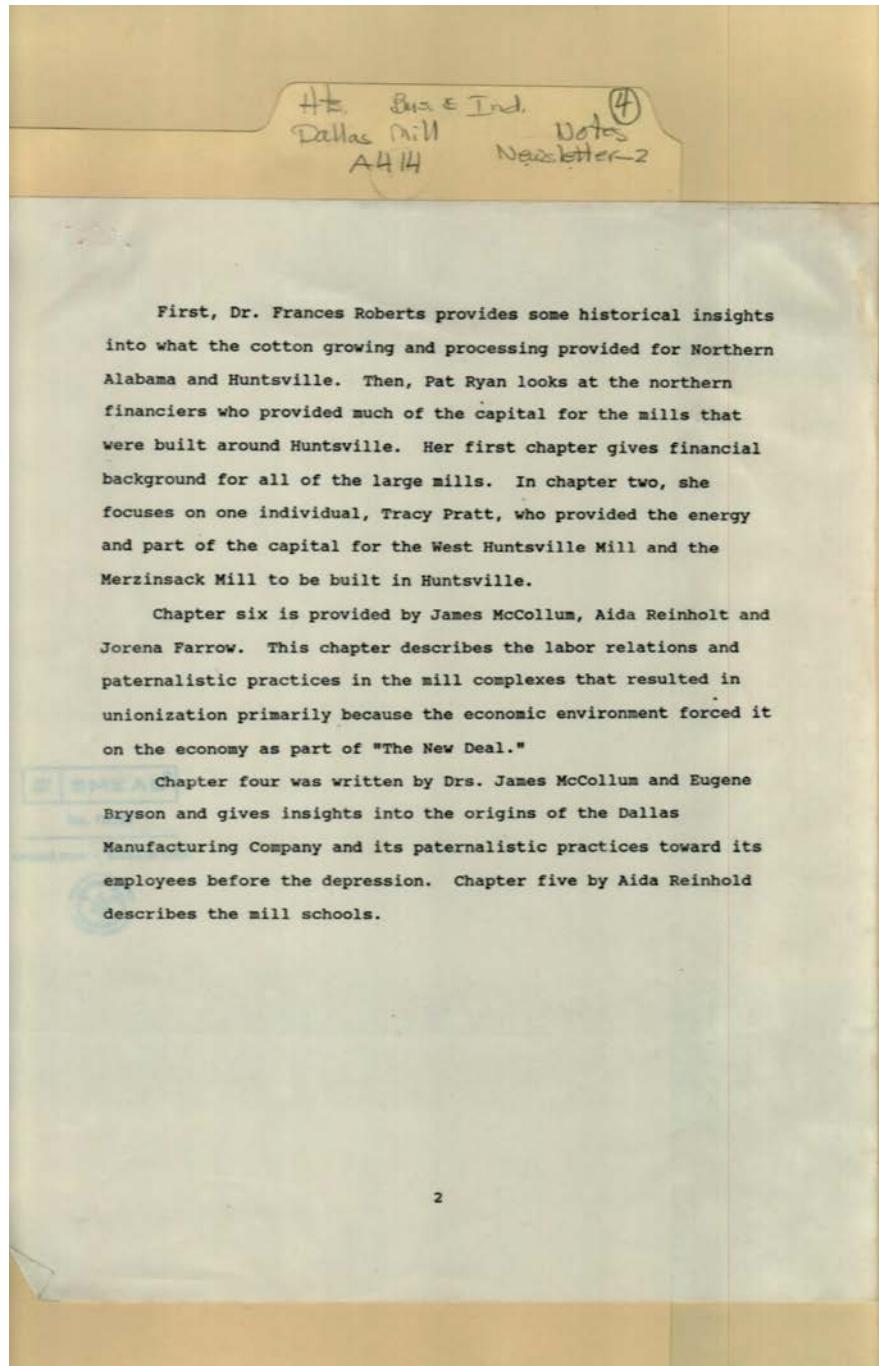 Hts. Bus & Ind. 4
Dallas Mill Notes
A414 Newsletter-2
First, Dr. Frances Roberts provides some historical insights
into what the cotton growing and processing provided for Northern
Alabama and Huntsville. Then, Pat Ryan looks at the northern
financiers who provided much of the capital for the mills that
were built around Huntsville. Her first chapter gives financial
background for all of the large mills. In chapter two, she
focuses on one individual, Tracy Pratt, who provided the energy
and part of the capital for the West Huntsville Mill and the
Merzinsack Mill to be built in Huntsville.
Chapter six is provided by James McCollum, Aida Reinholt and
Jorena Farrow. This chapter describes the labor relations and
paternalistic practices in the mill complexes that resulted in
unionization primarily because the economic environment forced it
on the economy as part of "The New Deal."
Chapter four was written by Drs. James McCollum and Eugene
Bryson and gives insights into the origins of the Dallas
Manufacturing Company and its paternalistic practices toward its
employees before the depression. Chapter five by Aida Reinhold
describes the mill schools.
2